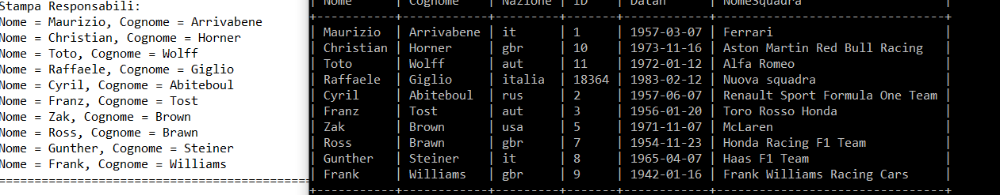 Stampa Responsabili:
Nome = Maurizio, Cognome = Arrivabene
Nome = Christian, Cognome = Horner
Nome = Toto, Cognome = Wolff
Nome = Raffaele, Cognome = Giglio
Nome = Cyril, Cognome = Abiteboul
Nome = Franz, Cognome = Tost
Nome = Zak, Cognome = Brown
Nome = Ross, Cognome = Brawn
Nome = Gunther, Cognome = Steiner
Nome = Frank, Cognome = Williams
============================================
| Nome | Cognome | Nazione | ID | DataN | NomeSquadra |
+-----------+------------+---------+-------+------------+--------------------------------+
| Maurizio | Arrivabene | it | 1 | 1957-03-07 | Ferrari |
| Christian | Horner | gbr | 10 | 1973-11-16 | Aston Martin Red Bull Racing |
| Toto | Wolff | aut | 11 | 1972-01-12 | Alfa Romeo |
| Raffaele | Giglio | italia | 18364 | 1983-02-12 | Nuova squadra |
| Cyril | Abiteboul | rus | 2 | 1957-06-07 | Renault Sport Formula One Team |
| Franz | Tost | aut | 3 | 1956-01-20 | Toro Rosso Honda |
| Zak | Brown | usa | 5 | 1971-11-07 | McLaren |
| Ross | Brawn | gbr | 7 | 1954-11-23 | Honda Racing F1 Team |
| Gunther | Steiner | it | 8 | 1965-04-07 | Haas F1 Team |
| Frank | Williams | gbr | 9 | 1942-01-16 | Frank Williams Racing Cars |
+-----------+------------+---------+-------+------------+--------------------------------+